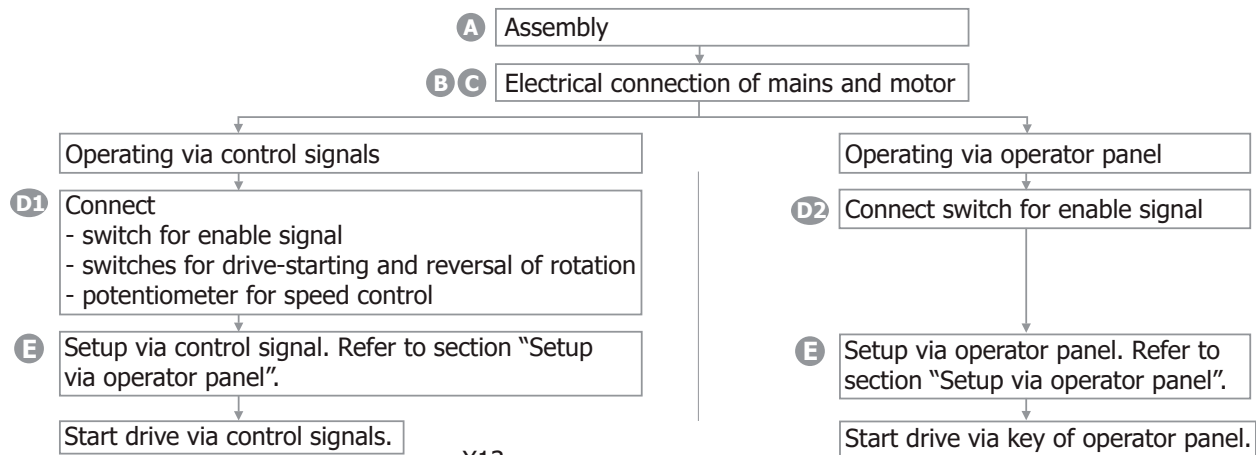 A Assembly
B C Electrical connection of mains and motor
Operating via control signals
D1 Connect
- switch for enable signal
- switches for drive-starting and reversal of rotation
- potentiometer for speed control
E Setup via control signal. Refer to section “Setup
via operator panel”.
Start drive via control signals.
Operating via operator panel
D2 Connect switch for enable signal
E Setup via operator panel. Refer to
section “Setup via operator panel”.
Start drive via key of operator panel.